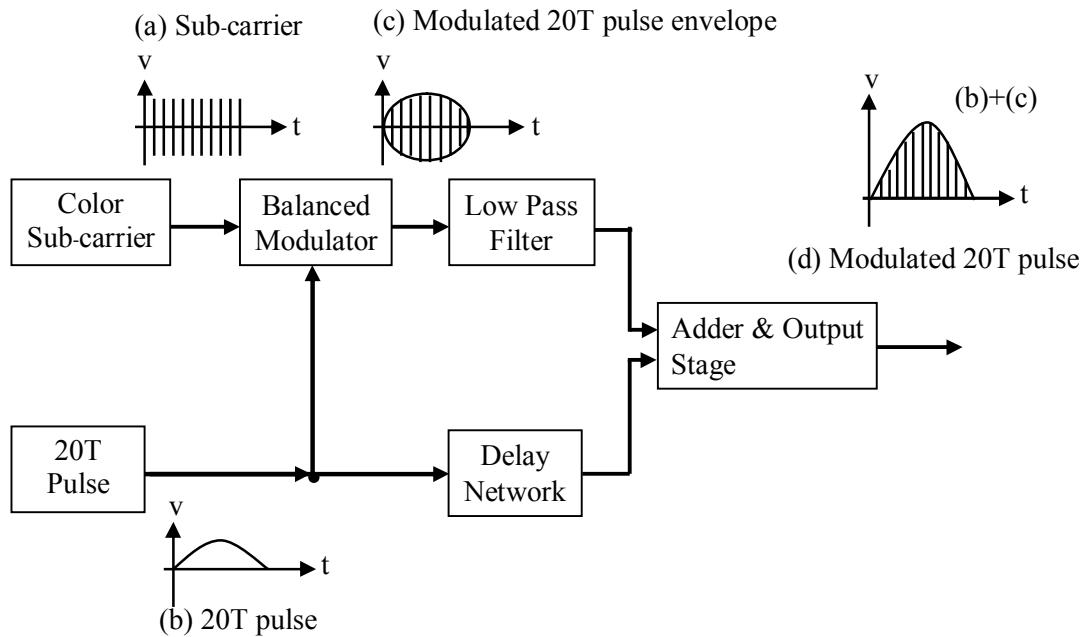 (a) Sub-carrier
(c) Modulated 20T pulse envelope
v
t
v
t
v
(b)+(c)
t
(d) Modulated 20T pulse
Color
Sub-carrier
Balanced
Modulator
Low Pass
Filter
Adder & Output
Stage
20T
Pulse
Delay
Network
v
t
(b) 20T pulse